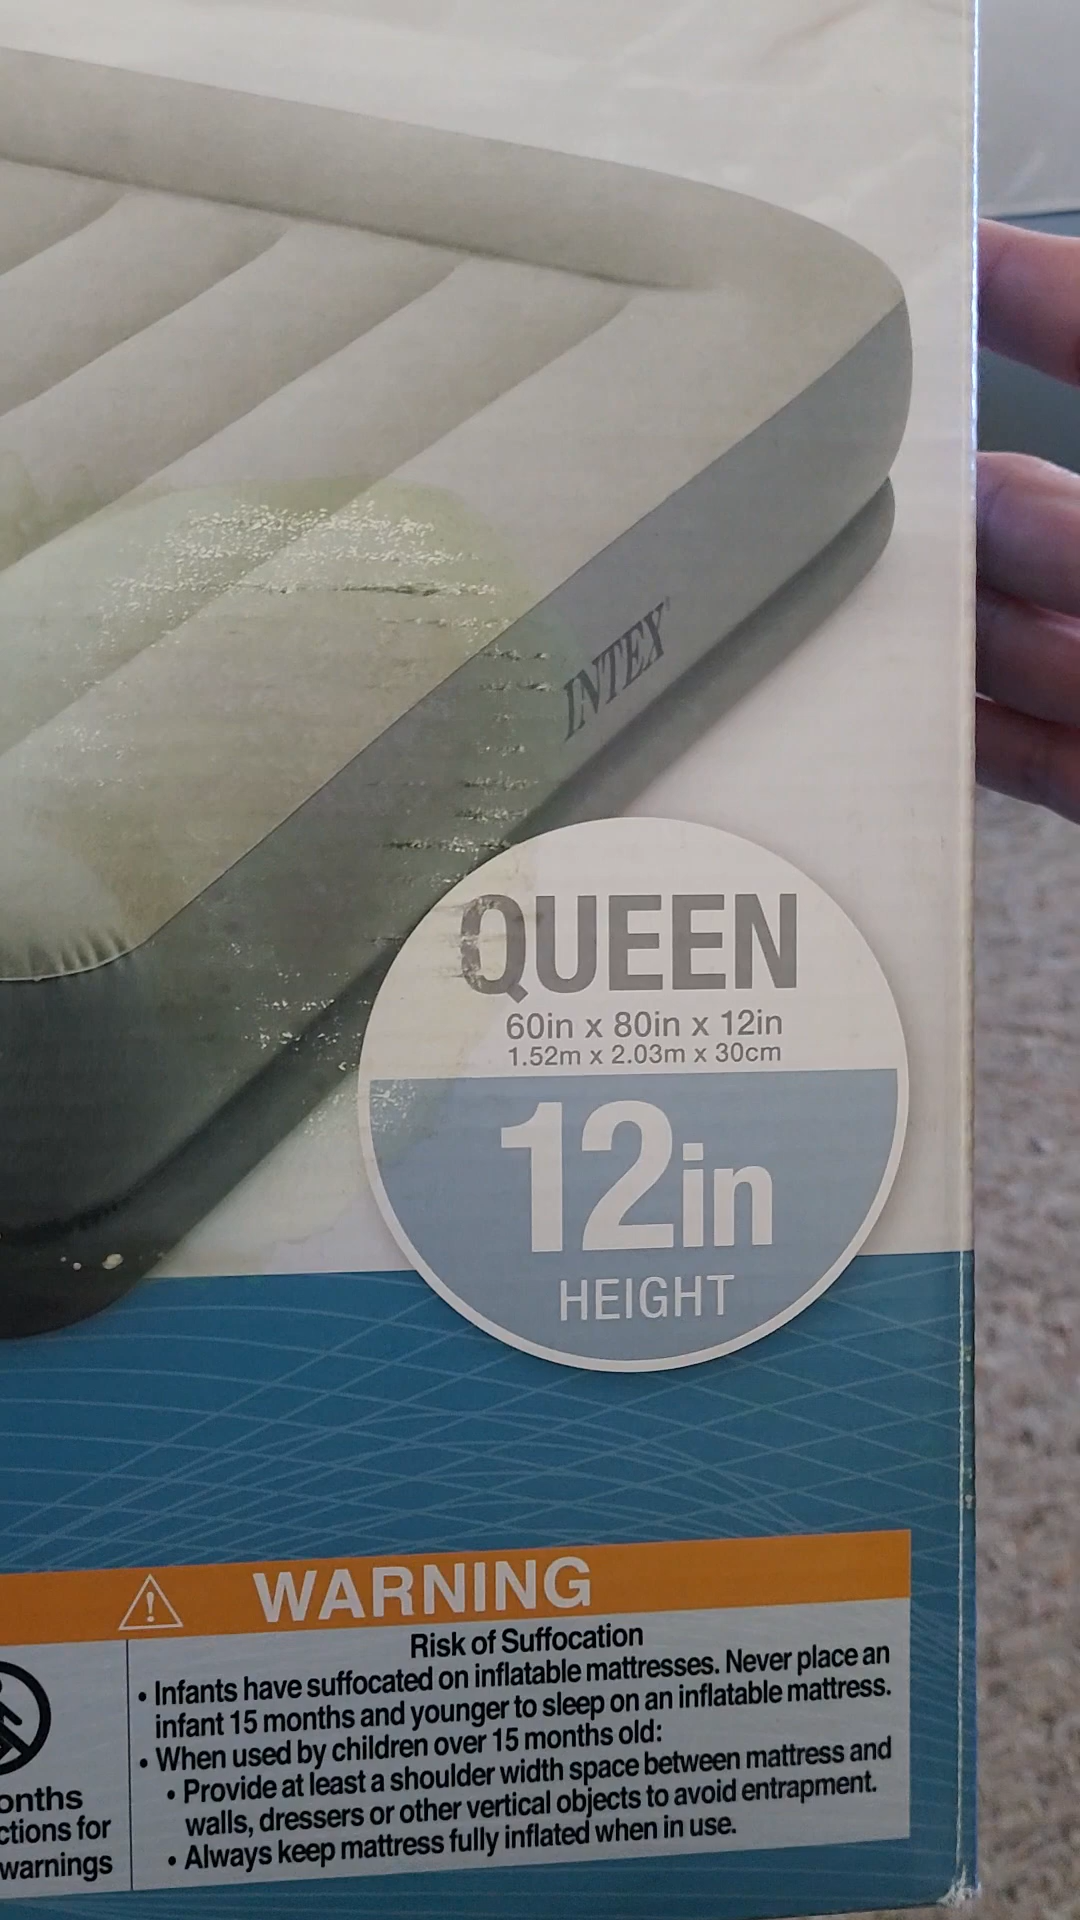 INTEX
QUEEN
60in x 80in x 12in
1.52m x 2.03m x 30cm
12in
HEIGHT
WARNING
Risk of Suffocation
• Infants have suffocated on inflatable mattresses. Never place an
infant 15 months and younger to sleep on an inflatable mattress.
• When used by children over 15 months old:
• Provide at least a shoulder width space between mattress and
walls, dressers or other vertical objects to avoid entrapment.
• Always keep mattress fully inflated when in use.
onths
ctions for
warnings